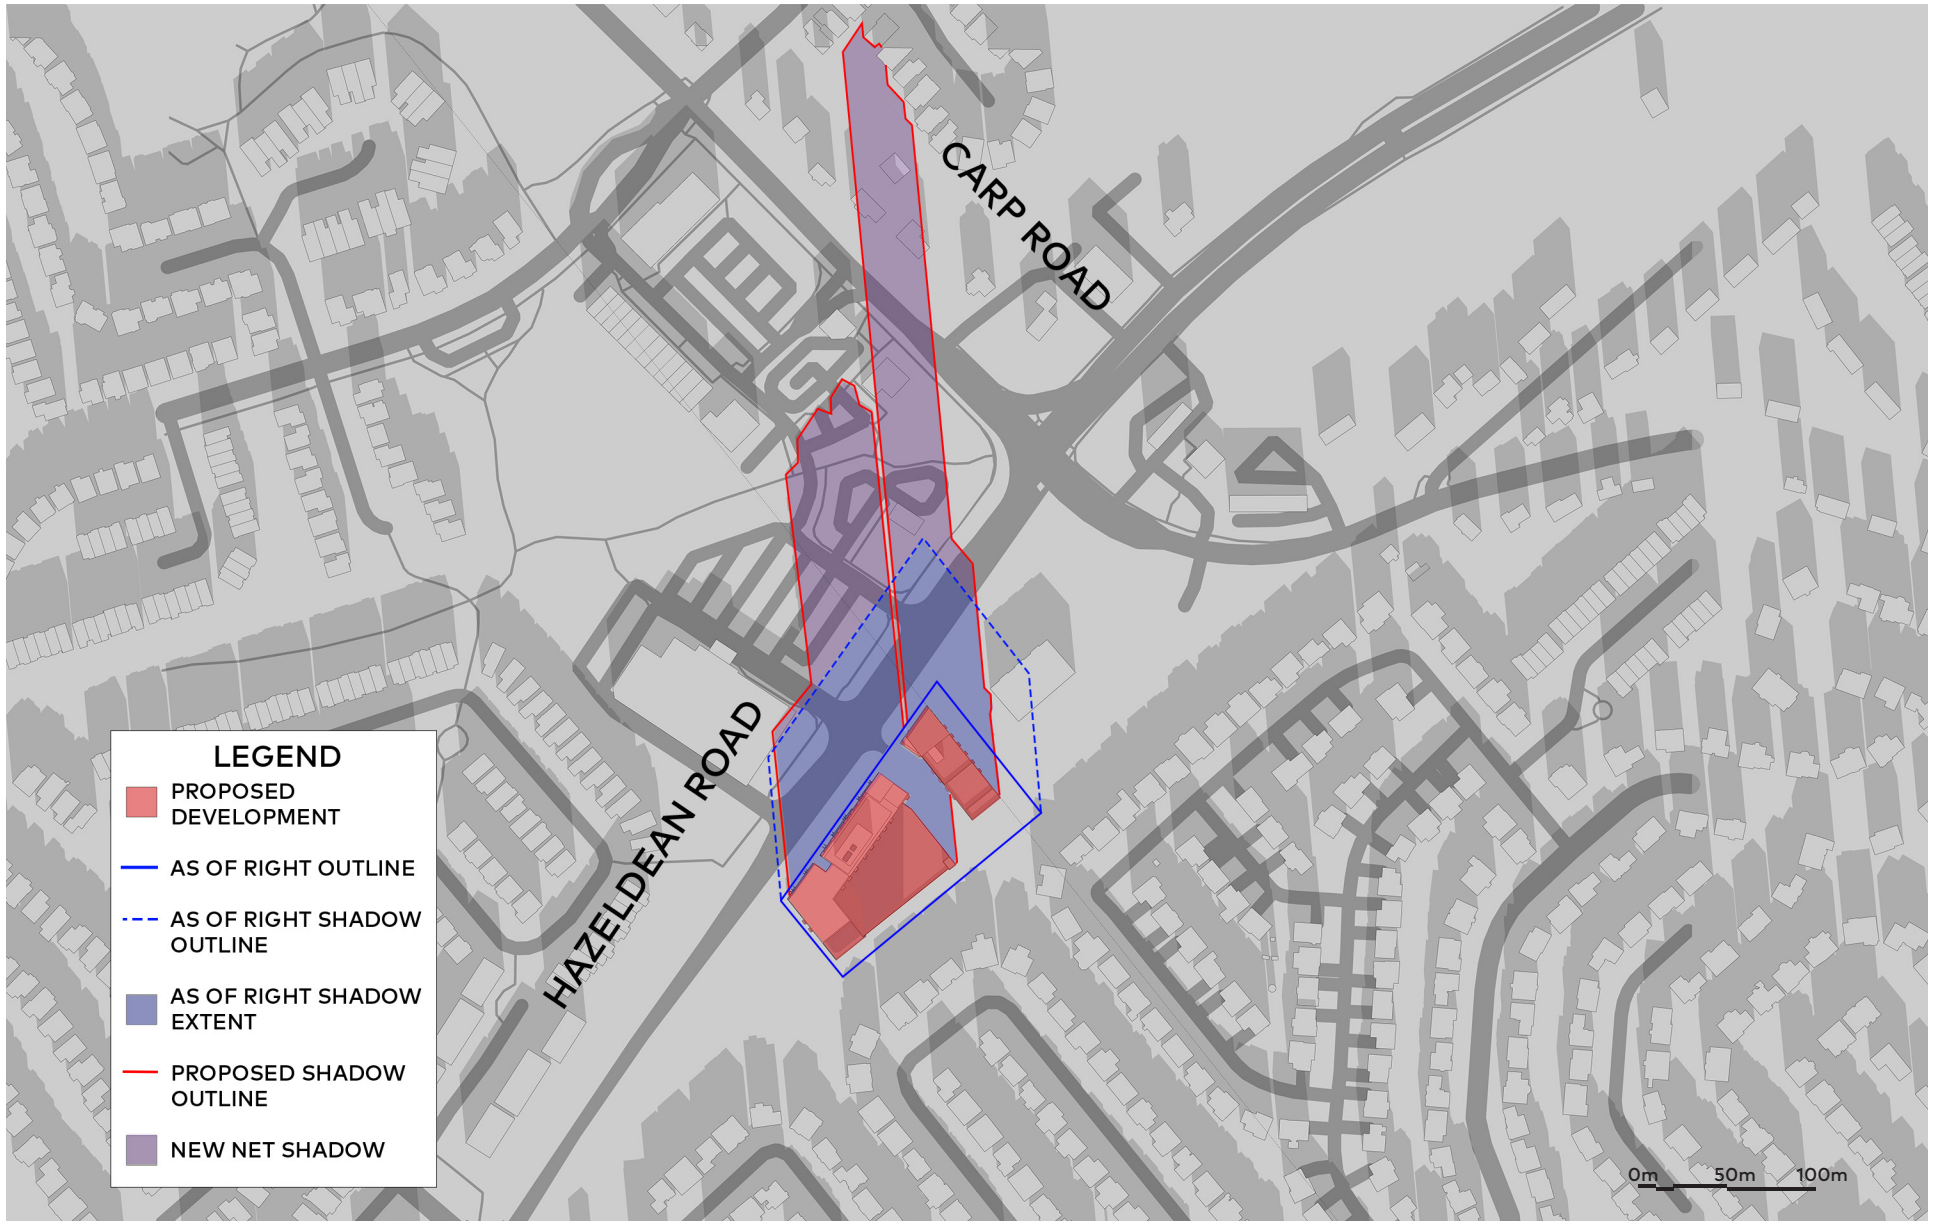 CARP ROAD
HAZELDEAN ROAD
LEGEND
PROPOSED
DEVELOPMENT
AS OF RIGHT OUTLINE
AS OF RIGHT SHADOW
OUTLINE
AS OF RIGHT SHADOW
EXTENT
PROPOSED SHADOW
OUTLINE
NEW NET SHADOW
0m 50m 100m